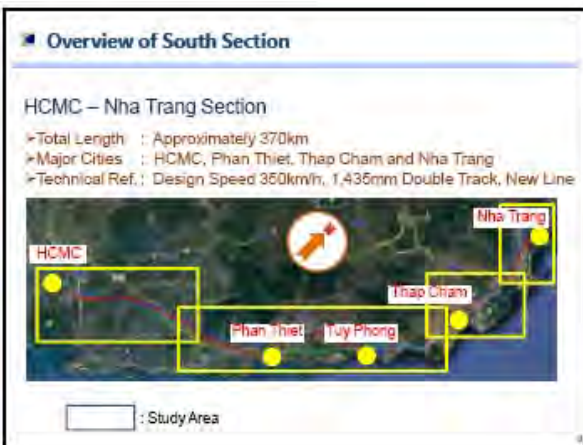 Overview of South Section
HCMC – Nha Trang Section
➢Total Length : Approximately 370km
➢Major Cities : HCMC, Phan Thiet, Thap Cham and Nha Trang
➢Technical Ref. : Design Speed 350km/h, 1,435mm Double Track, New Line
Nha Trang
HCMC
Thap Cham
Phan Thiet Tuy Phong
: Study Area